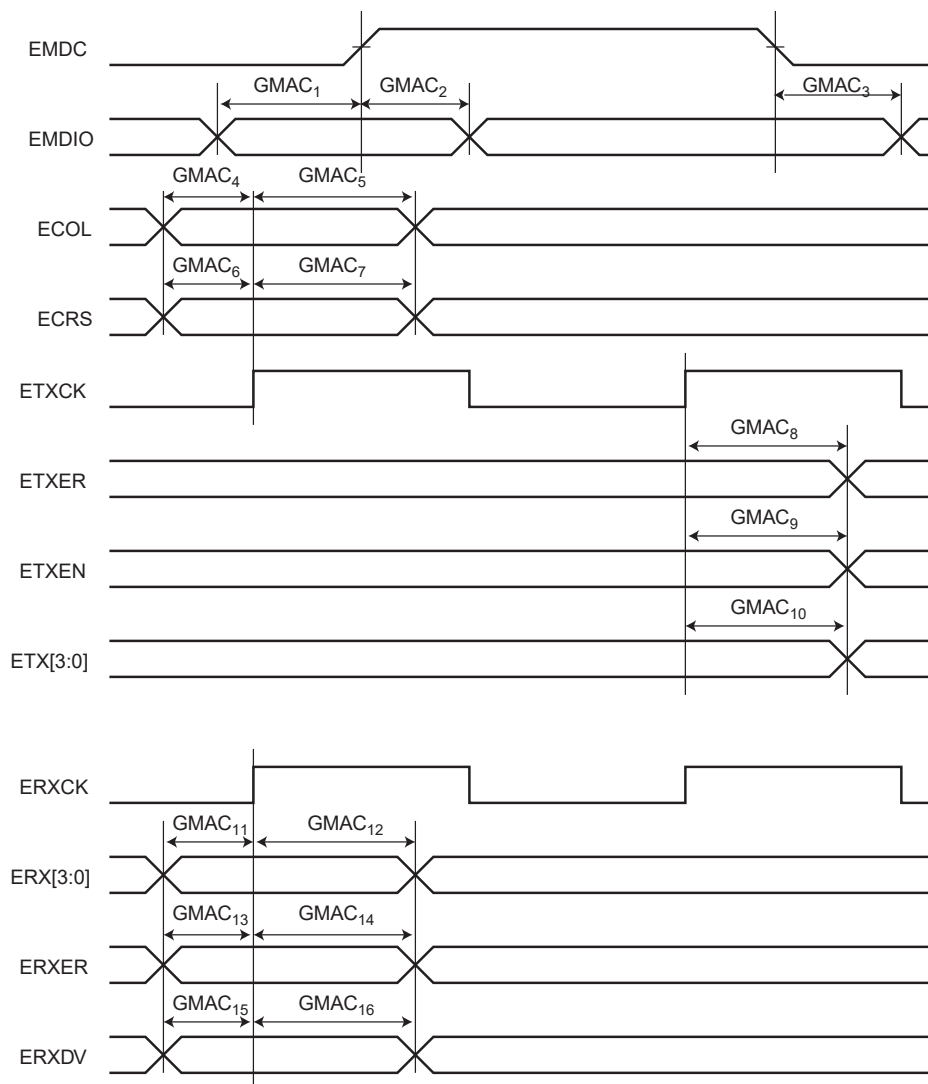 EMDC
GMAC1 GMAC2 GMAC3
EMDIO
GMAC4 GMAC5
ECOL
GMAC6 GMAC7
ECRS
ETXCK
GMAC8
ETXER
GMAC9
ETXEN
GMAC10
ETX[3:0]
ERXCK
GMAC11 GMAC12
ERX[3:0]
GMAC13 GMAC14
ERXER
GMAC15 GMAC16
ERXDV